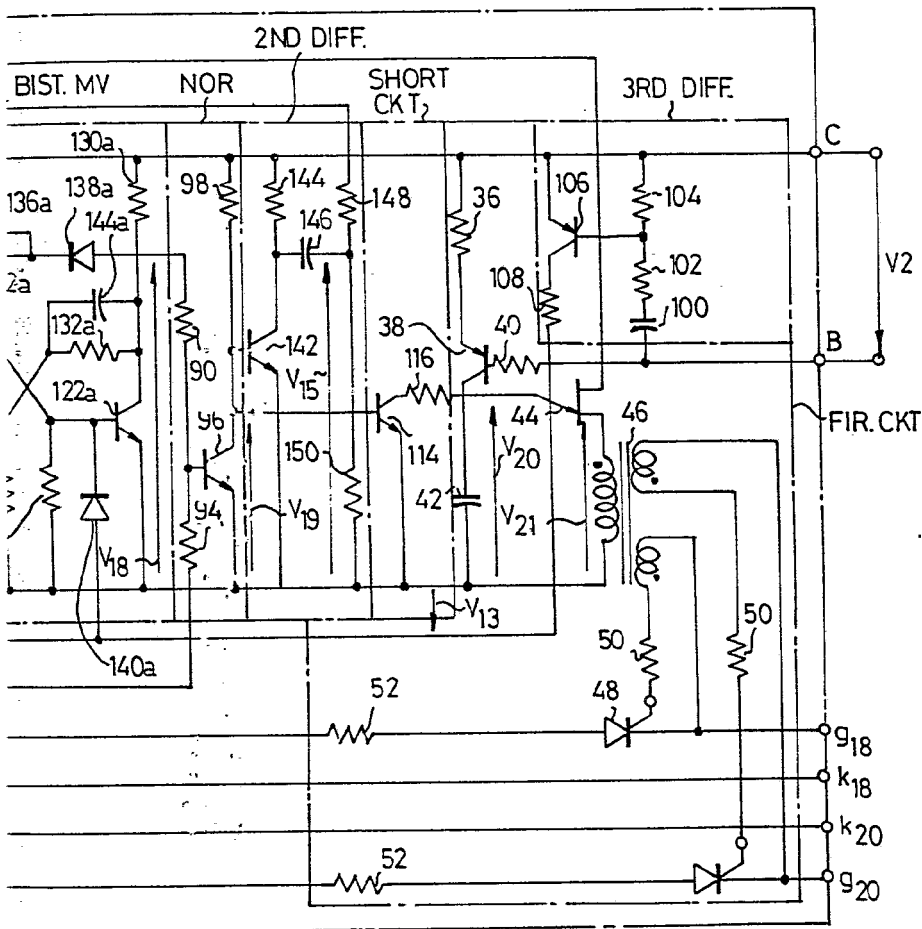 2ND DIFF.
BIST. MV
NOR
SHORT
CKT
3RD DIFF.
C
130a
98
144
148
36
106
104
136a
138a
144a
146
102
V2
108
100
2a
132a
90
142
38
40
B
V15
116
122a
96
114
44
46
FIR. CKT
150
V20
42
94
V19
V21
V18
V13
50
50
140a
52
48
g18
k18
k20
52
g20